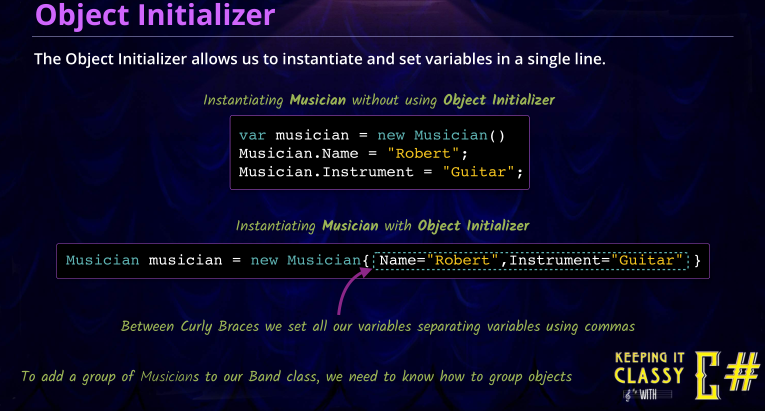 Object Initializer
The Object Initializer allows us to instantiate and set variables in a single line.
Instantiating Musician without using Object Initializer
var musician = new Musician()
Musician.Name = "Robert";
Musician.Instrument = "Guitar";
Instantiating Musician with Object Initializer
Musician musician = new Musician{ Name="Robert",Instrument="Guitar" }
Between Curly Braces we set all our variables separating variables using commas
To add a group of Musicians to our Band class, we need to know how to group objects
KEEPING IT
CLASSY
WITH
C#